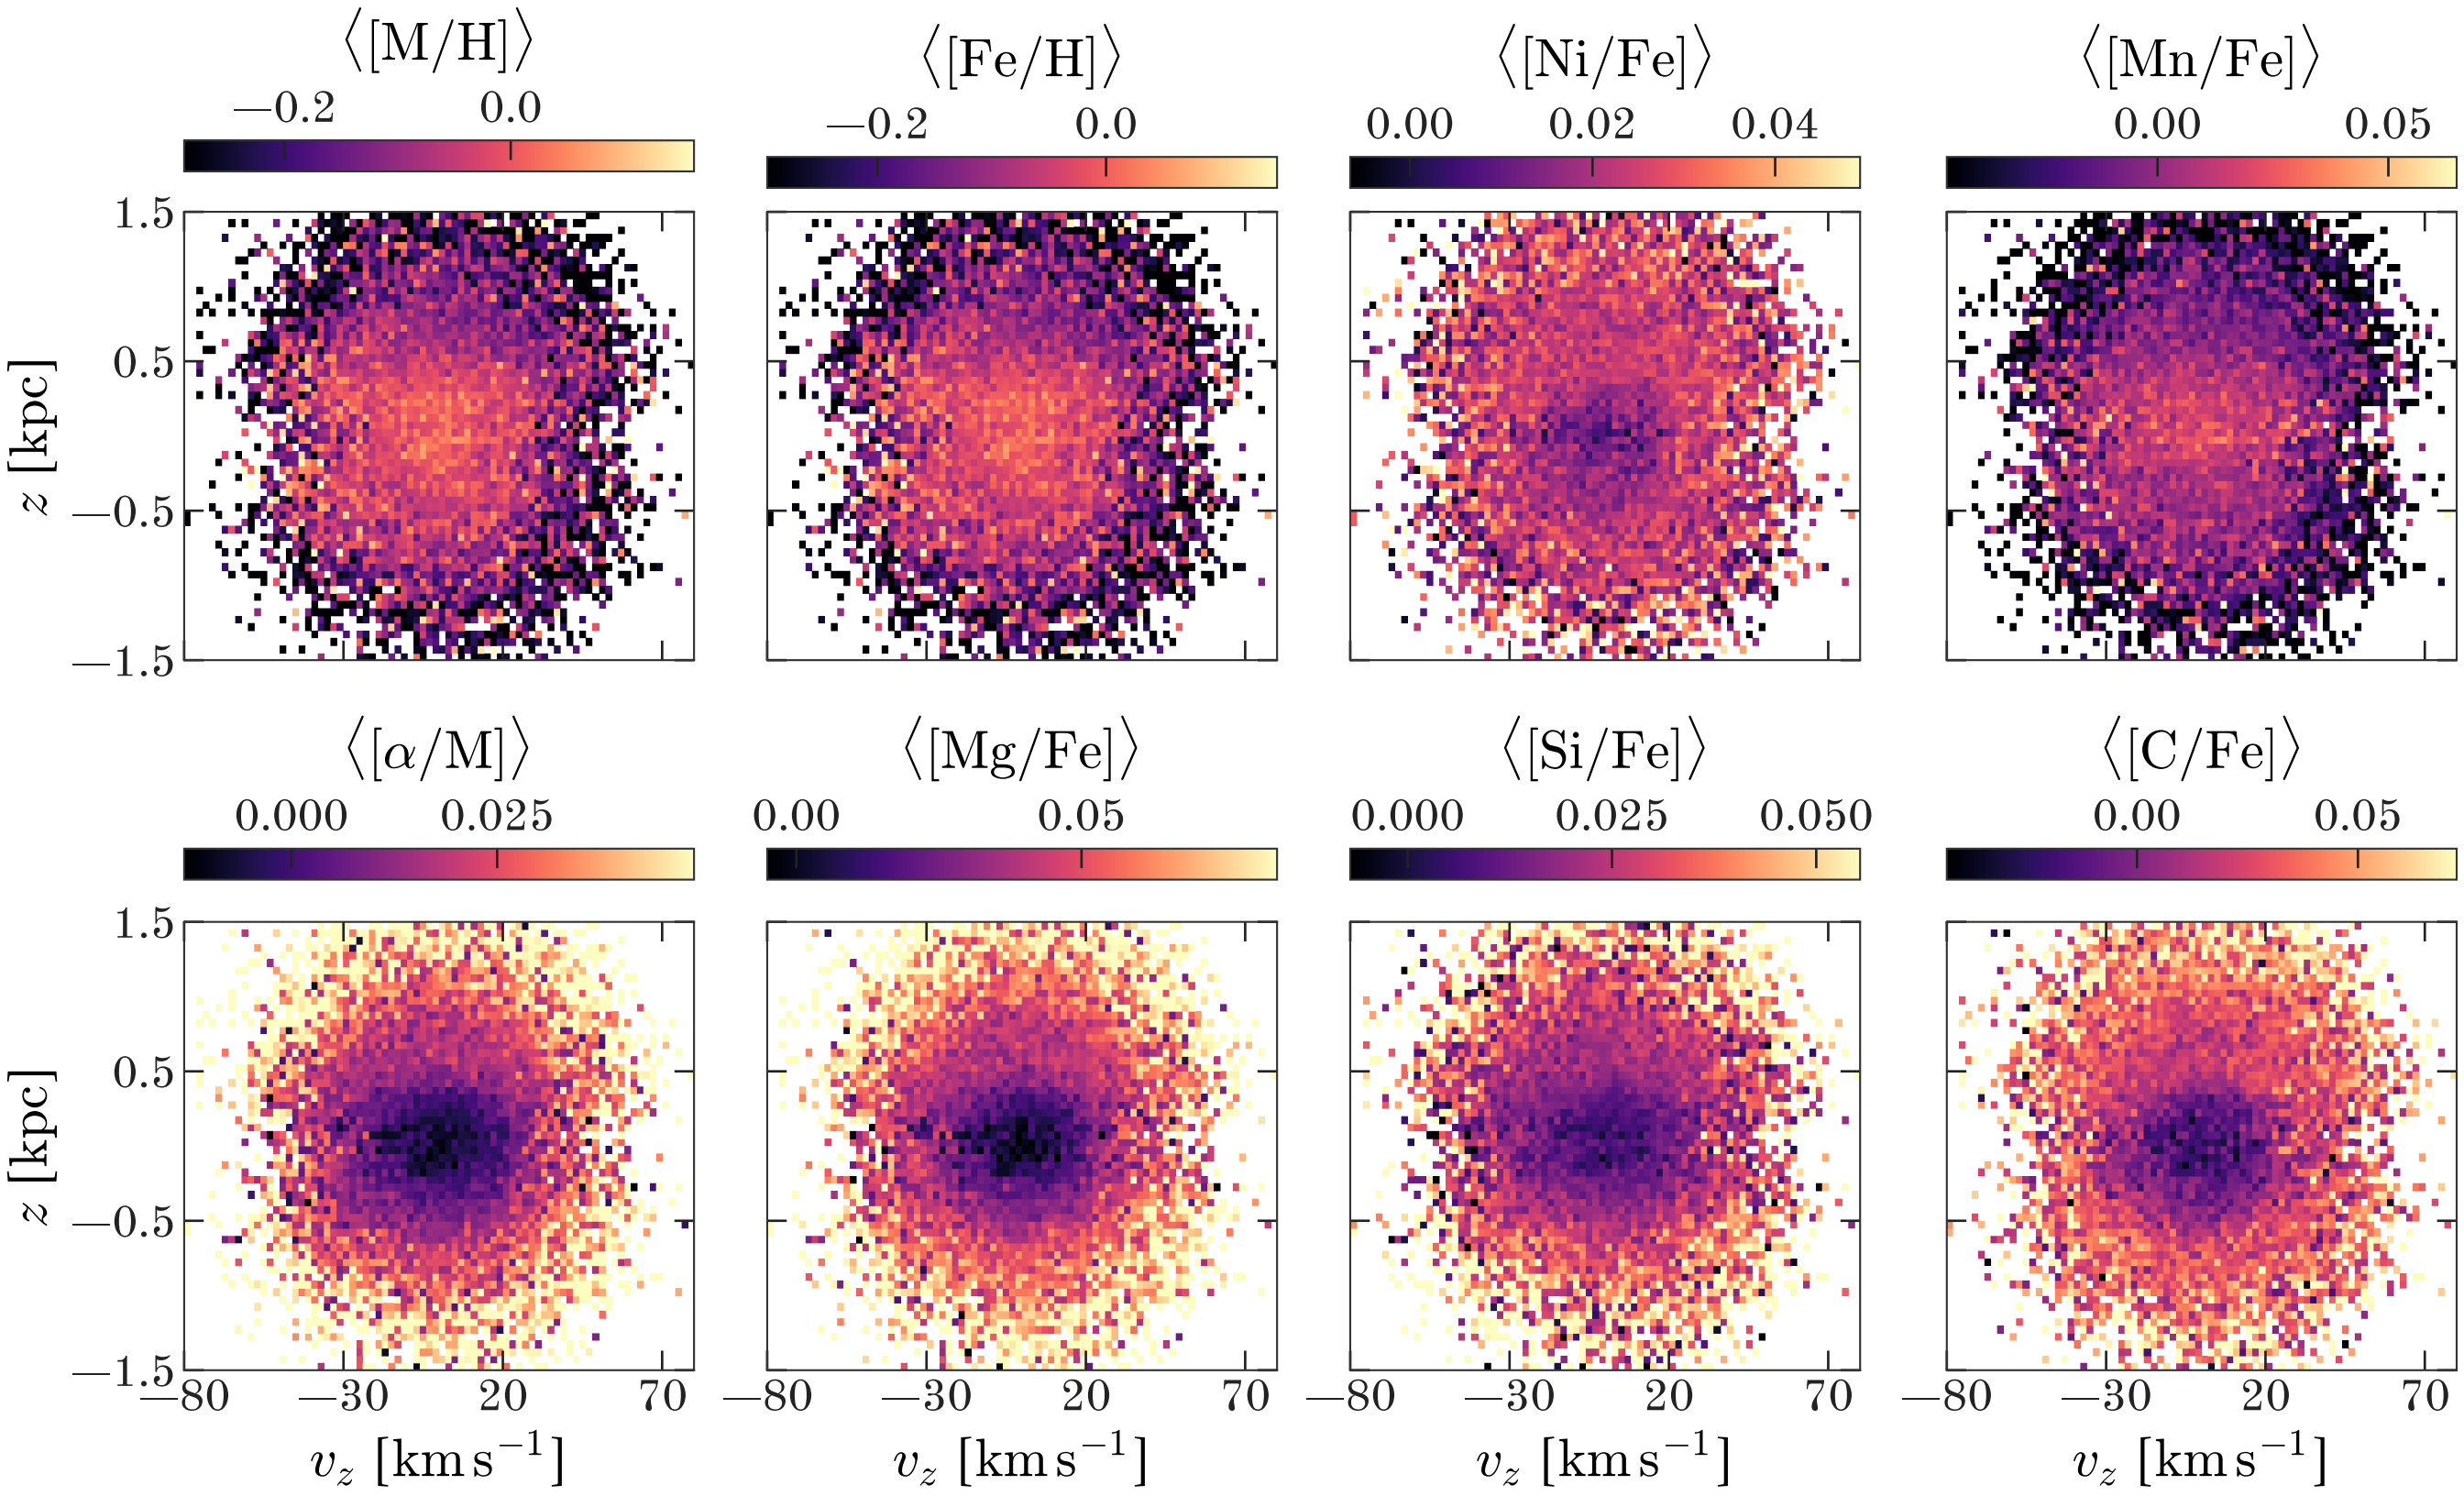 ⟨[M/H]⟩ ⟨[Fe/H]⟩ ⟨[Ni/Fe]⟩ ⟨[Mn/Fe]⟩
−0.2 0.0 −0.2 0.0 0.00 0.02 0.04 0.00 0.05
1.5
0.5
−0.5
−1.5
z [kpc]
⟨[α/M]⟩ ⟨[Mg/Fe]⟩ ⟨[Si/Fe]⟩ ⟨[C/Fe]⟩
0.000 0.025 0.00 0.05 0.000 0.025 0.050 0.00 0.05
1.5
0.5
−0.5
−1.5
z [kpc]
−80 −30 20 70 −80 −30 20 70 −80 −30 20 70 −80 −30 20 70
v_z [km s⁻¹] v_z [km s⁻¹] v_z [km s⁻¹] v_z [km s⁻¹]